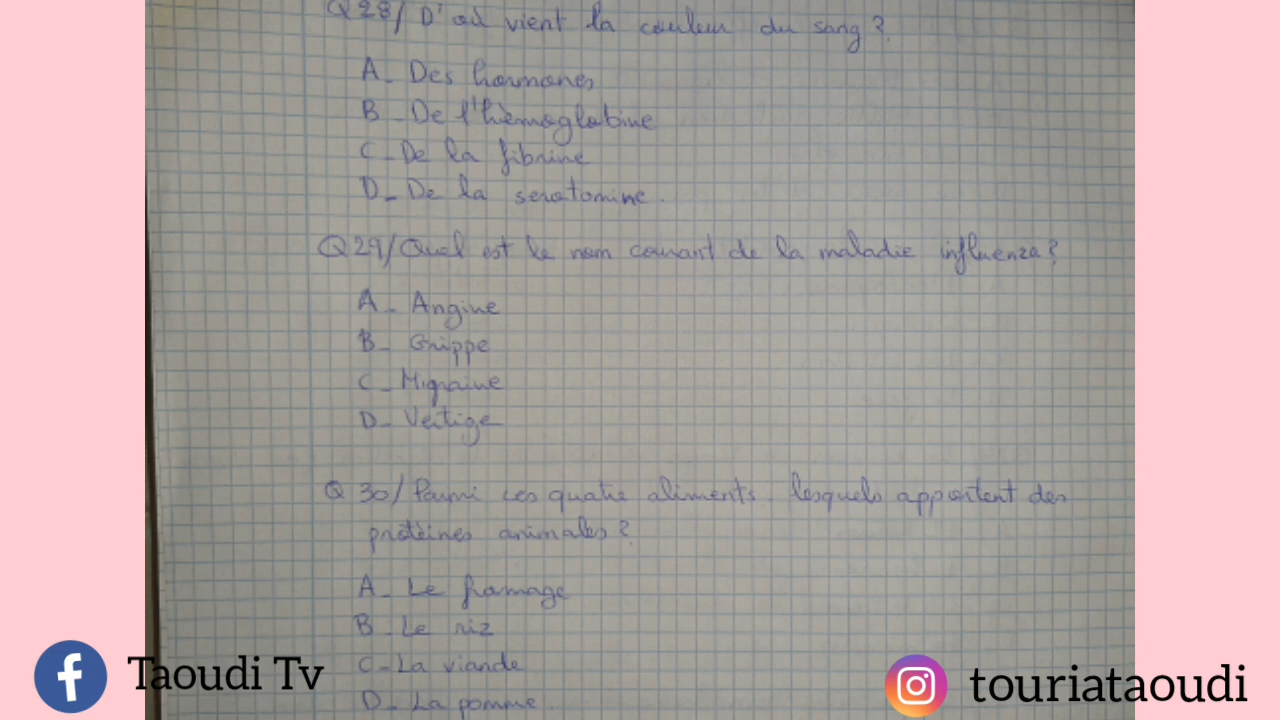 Q28/ D'où vient la couleur du sang ?
A_ Des hormones
B_ De l'hèmoglobine
C_ De la fibrine
D_ De la serotomine.
Q29/ Quel est le nom courant de la maladie influenza ?
A_ Angine
B_ Grippe
C_ Migraine
D_ Vertige
Q 30/ Parmi ces quatre aliments. lesquels apportent des
protèines animales ?
A_ Le fromage
B_ Le riz
C_ La viande
D_ La pomme.
Taoudi Tv
touriataoudi